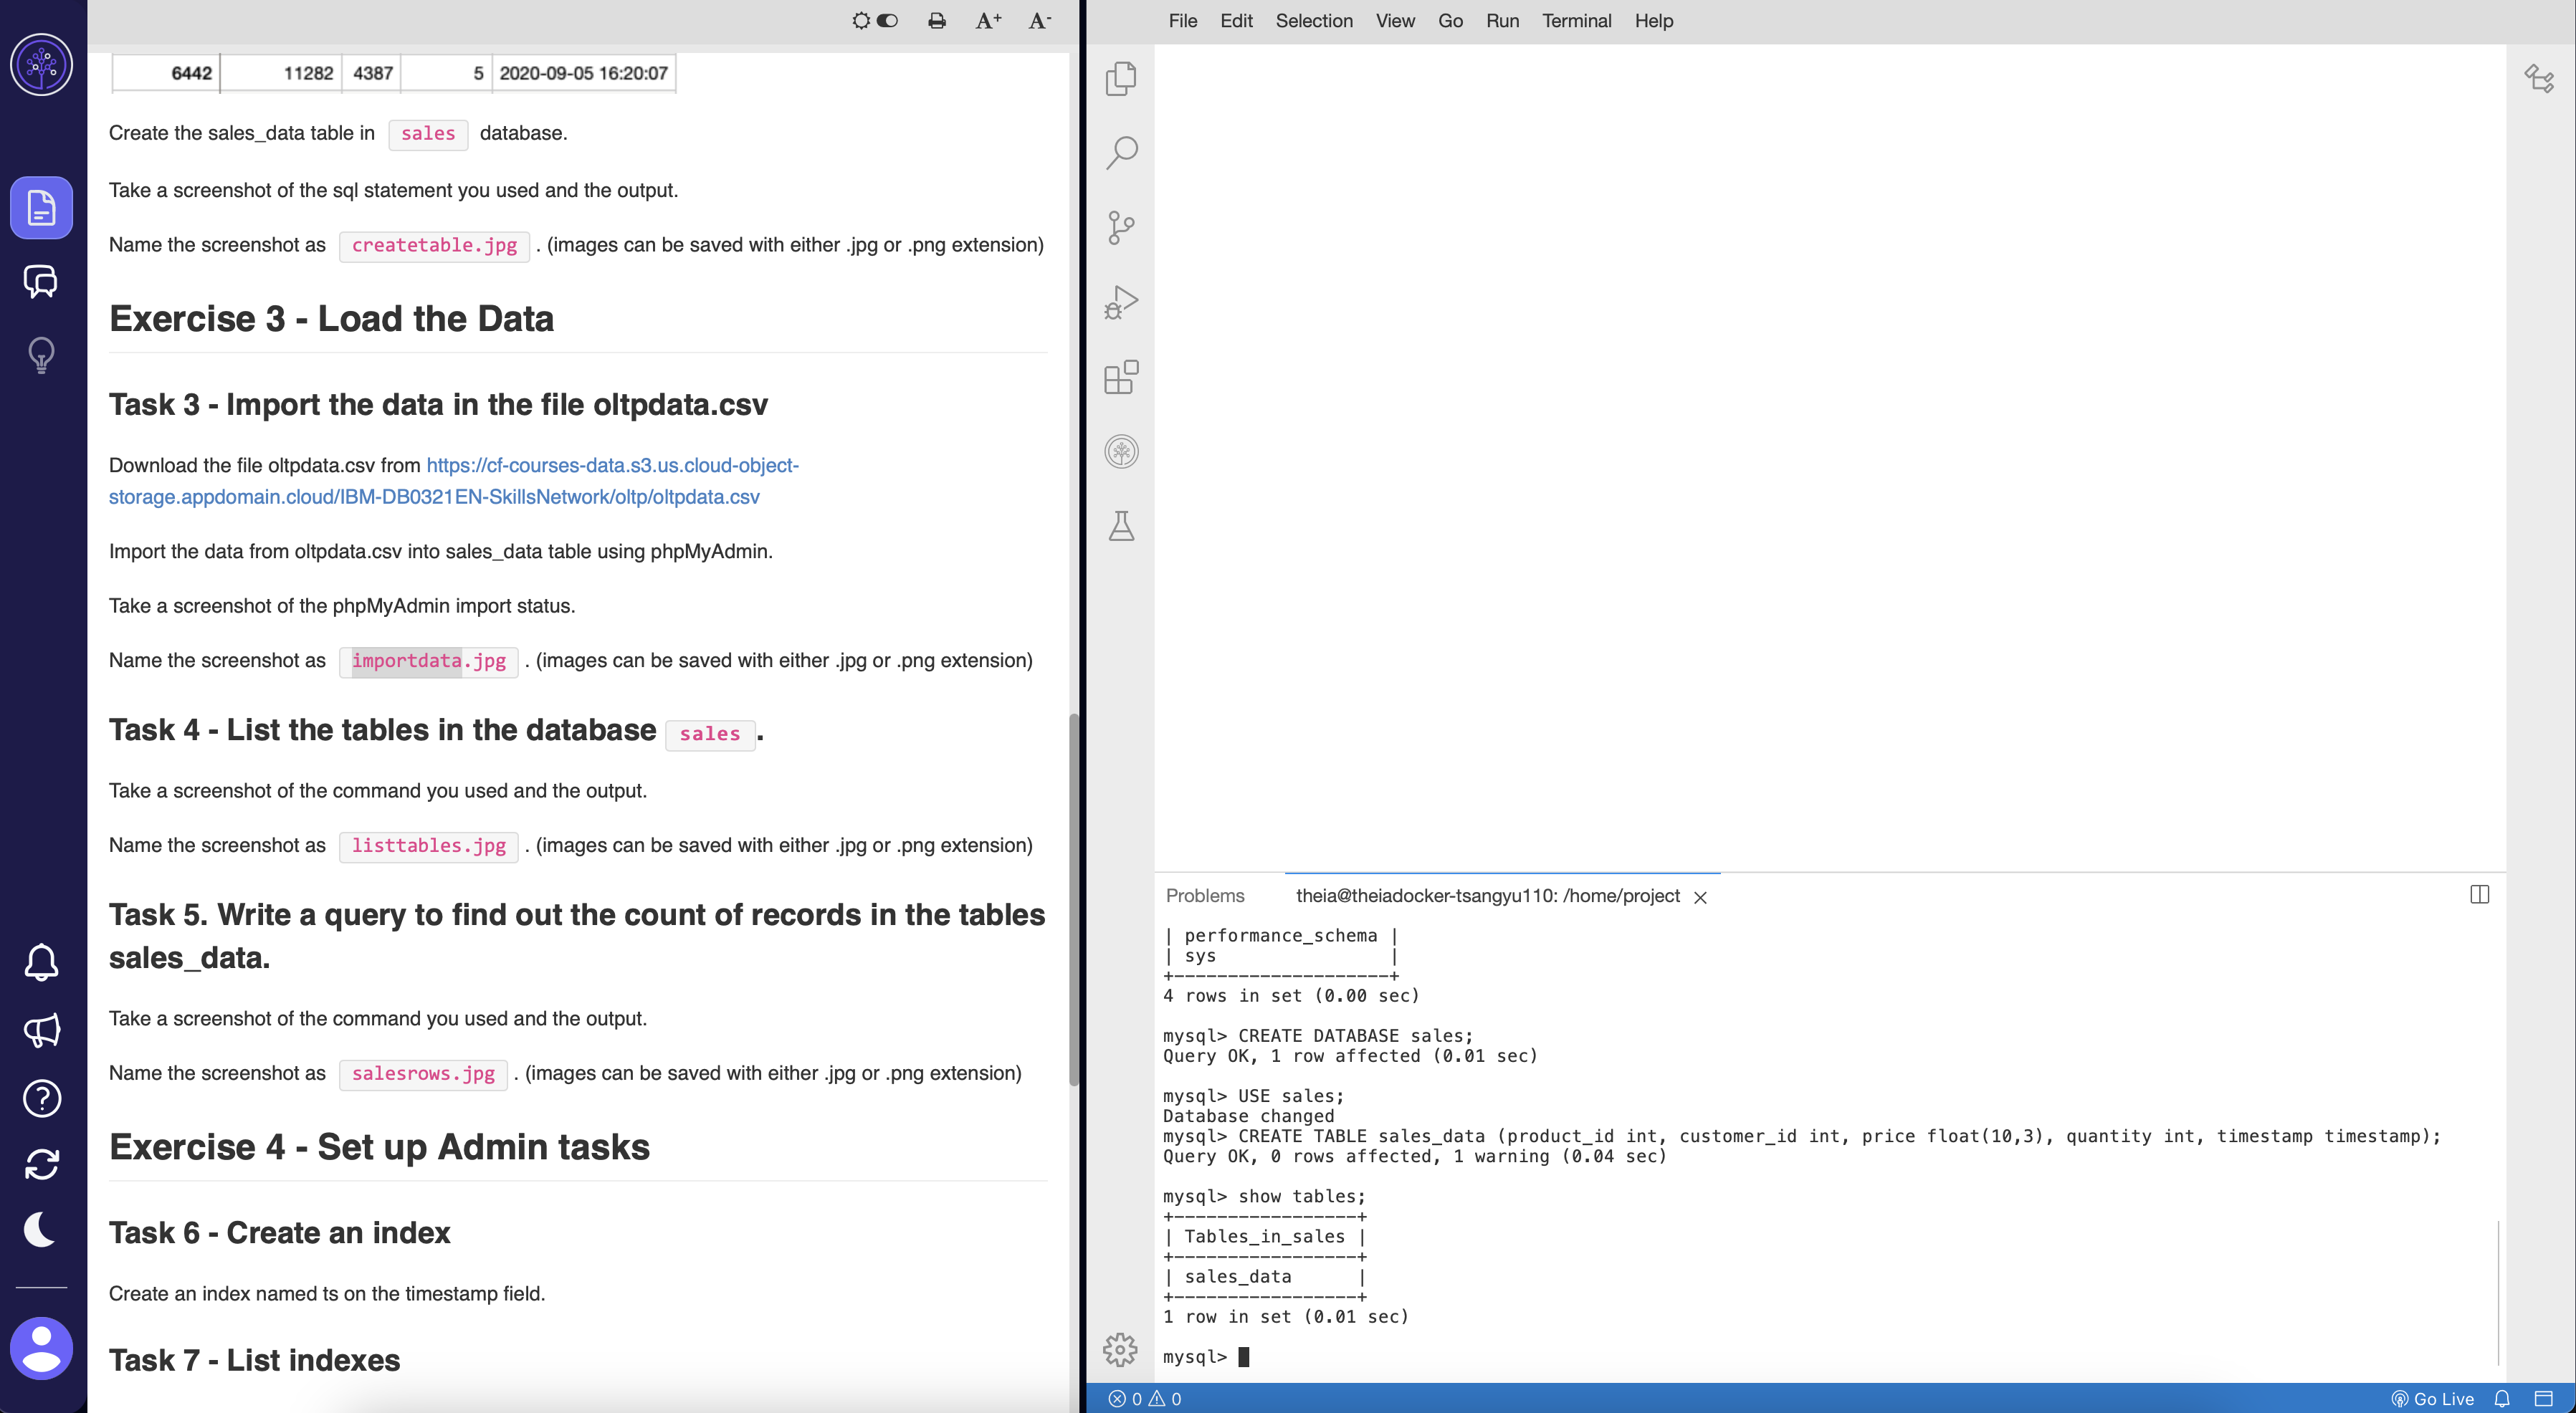 A+ A-
6442 11282 4387 5 2020-09-05 16:20:07
Create the sales_data table in sales database.
Take a screenshot of the sql statement you used and the output.
Name the screenshot as createtable.jpg . (images can be saved with either .jpg or .png extension)
Exercise 3 - Load the Data
Task 3 - Import the data in the file oltpdata.csv
Download the file oltpdata.csv from https://cf-courses-data.s3.us.cloud-object-
storage.appdomain.cloud/IBM-DB0321EN-SkillsNetwork/oltp/oltpdata.csv
Import the data from oltpdata.csv into sales_data table using phpMyAdmin.
Take a screenshot of the phpMyAdmin import status.
Name the screenshot as importdata.jpg . (images can be saved with either .jpg or .png extension)
Task 4 - List the tables in the database sales .
Take a screenshot of the command you used and the output.
Name the screenshot as listtables.jpg . (images can be saved with either .jpg or .png extension)
Task 5. Write a query to find out the count of records in the tables
sales_data.
Take a screenshot of the command you used and the output.
Name the screenshot as salesrows.jpg . (images can be saved with either .jpg or .png extension)
Exercise 4 - Set up Admin tasks
Task 6 - Create an index
Create an index named ts on the timestamp field.
Task 7 - List indexes
File Edit Selection View Go Run Terminal Help
Problems theia@theiadocker-tsangyu110: /home/project
| performance_schema |
| sys                |
+--------------------+
4 rows in set (0.00 sec)
mysql> CREATE DATABASE sales;
Query OK, 1 row affected (0.01 sec)
mysql> USE sales;
Database changed
mysql> CREATE TABLE sales_data (product_id int, customer_id int, price float(10,3), quantity int, timestamp timestamp);
Query OK, 0 rows affected, 1 warning (0.04 sec)
mysql> show tables;
+-----------------+
| Tables_in_sales |
+-----------------+
| sales_data      |
+-----------------+
1 row in set (0.01 sec)
mysql>
0 0 Go Live